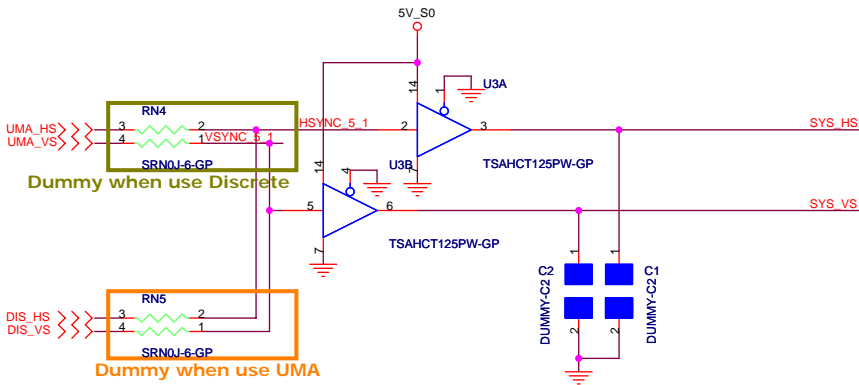 5V_S0
14
1
U3A
RN4
UMA_HS
3
2
HSYNC_5_1
2
3
SYS_HS
UMA_VS
4
1
VSYNC_5_1
SRN0J-6-GP
14
4
U3B
7
TSAHCT125PW-GP
Dummy when use Discrete
5
6
SYS_VS
7
TSAHCT125PW-GP
1
1
C2
C1
DUMMY-C2
DUMMY-C2
2
2
RN5
DIS_HS
3
2
DIS_VS
4
1
SRN0J-6-GP
Dummy when use UMA